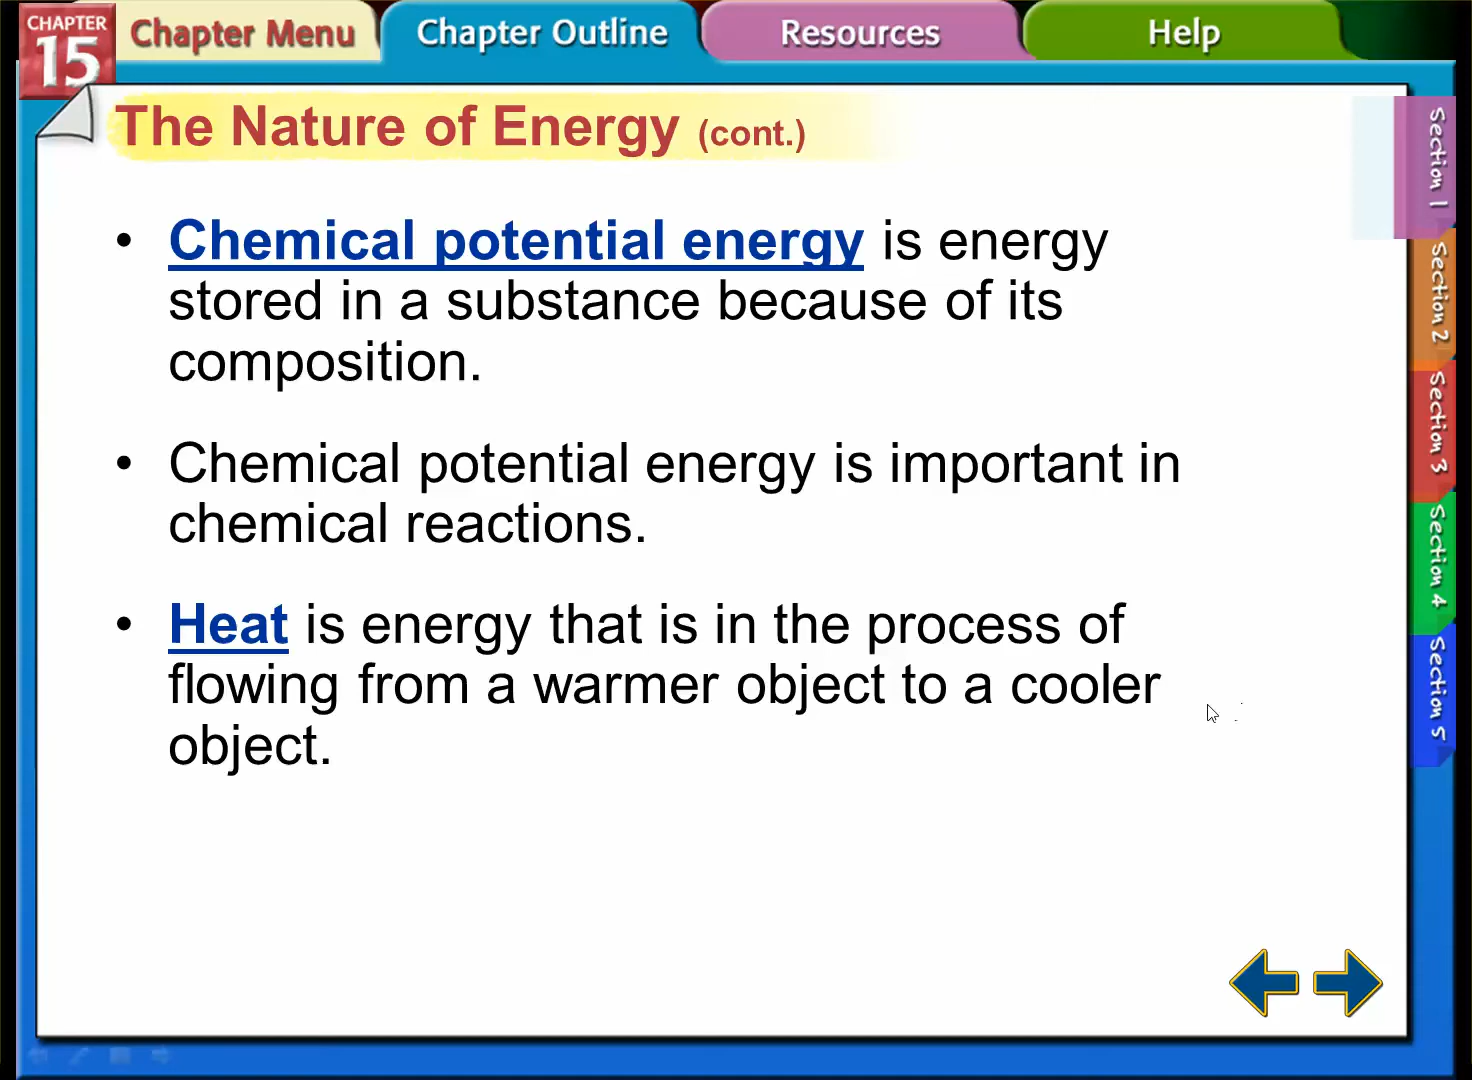 CHAPTER
15
Chapter Menu
Chapter Outline
Resources
Help
The Nature of Energy (cont.)
• Chemical potential energy is energy
stored in a substance because of its
composition.
• Chemical potential energy is important in
chemical reactions.
• Heat is energy that is in the process of
flowing from a warmer object to a cooler
object.
Section 1
Section 2
Section 3
Section 4
Section 5